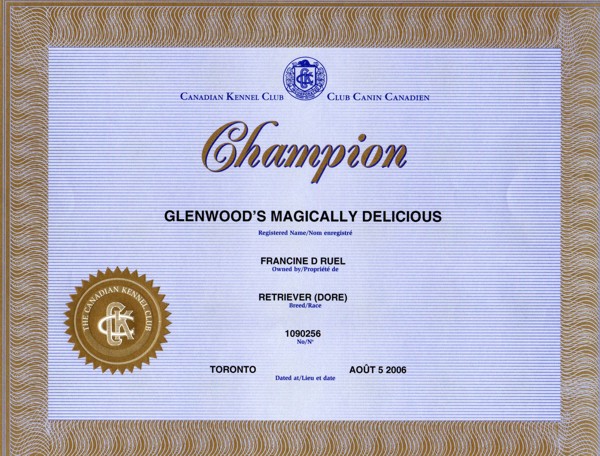 CANADIAN KENNEL CLUB CLUB CANIN CANADIEN
Champion
GLENWOOD'S MAGICALLY DELICIOUS
Registered Name/Nom enregistré
FRANCINE D RUEL
Owned by/Propriété de
RETRIEVER (DORE)
Breed/Race
1090256
No/Nº
TORONTO AOÛT 5 2006
Dated at/Lieu et date
THE CANADIAN KENNEL CLUB
CKC